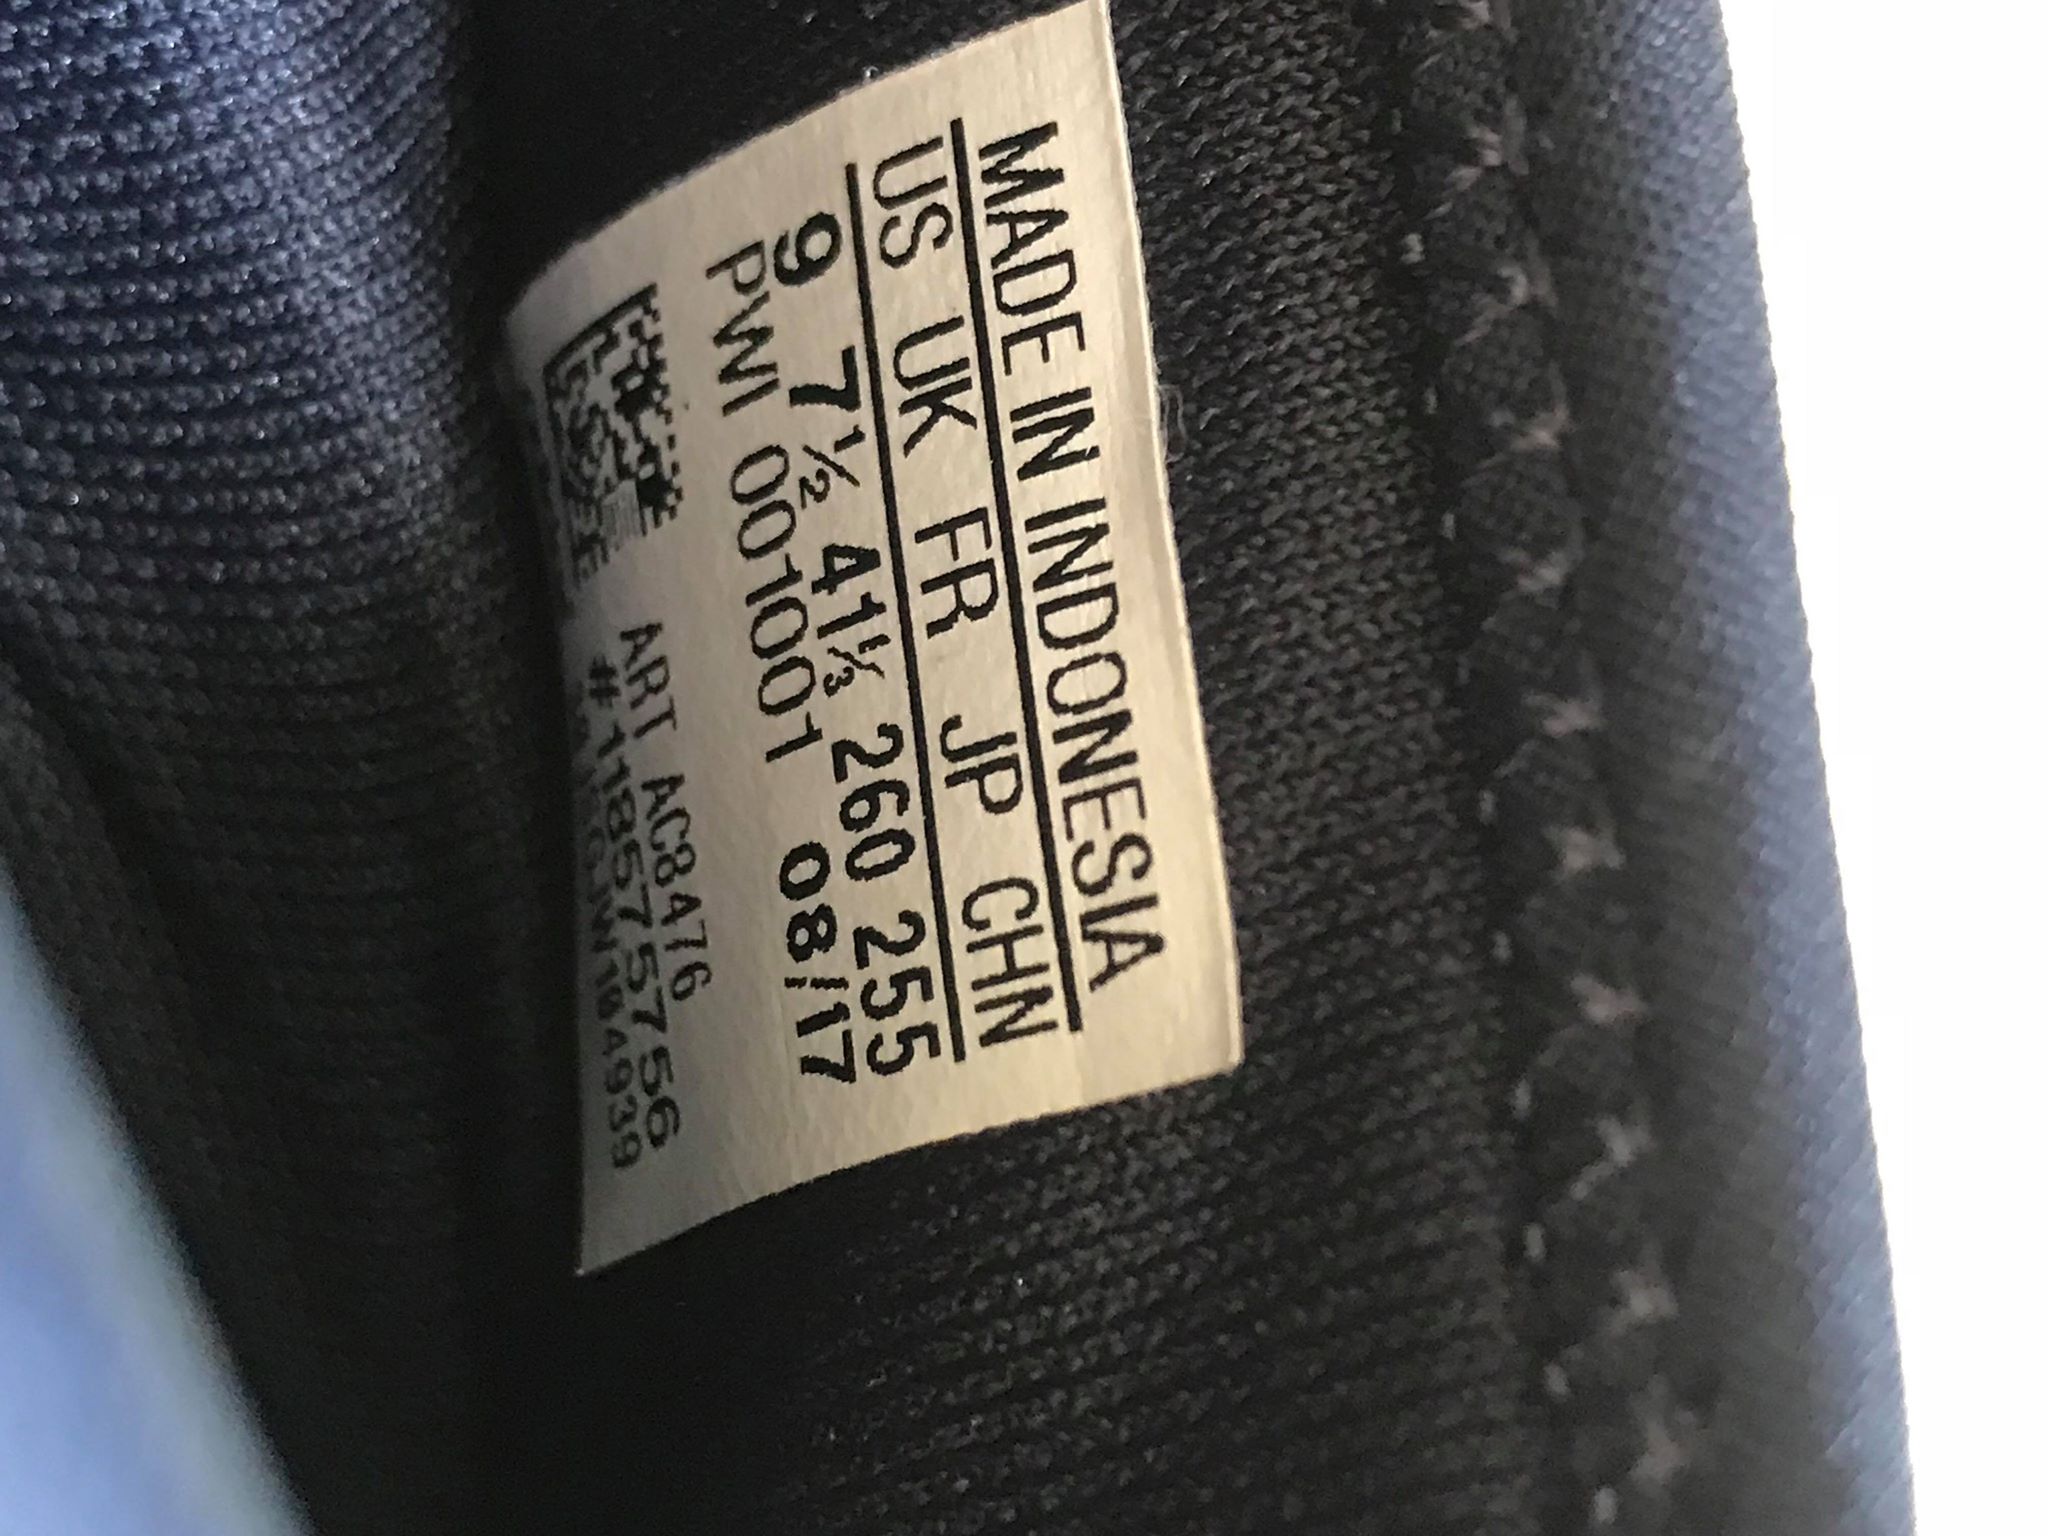 MADE IN INDONESIA
US UK FR JP CHN
9 7½ 41⅓ 260 255
PWI 001001 08/17
ART AC8476
#1185757756